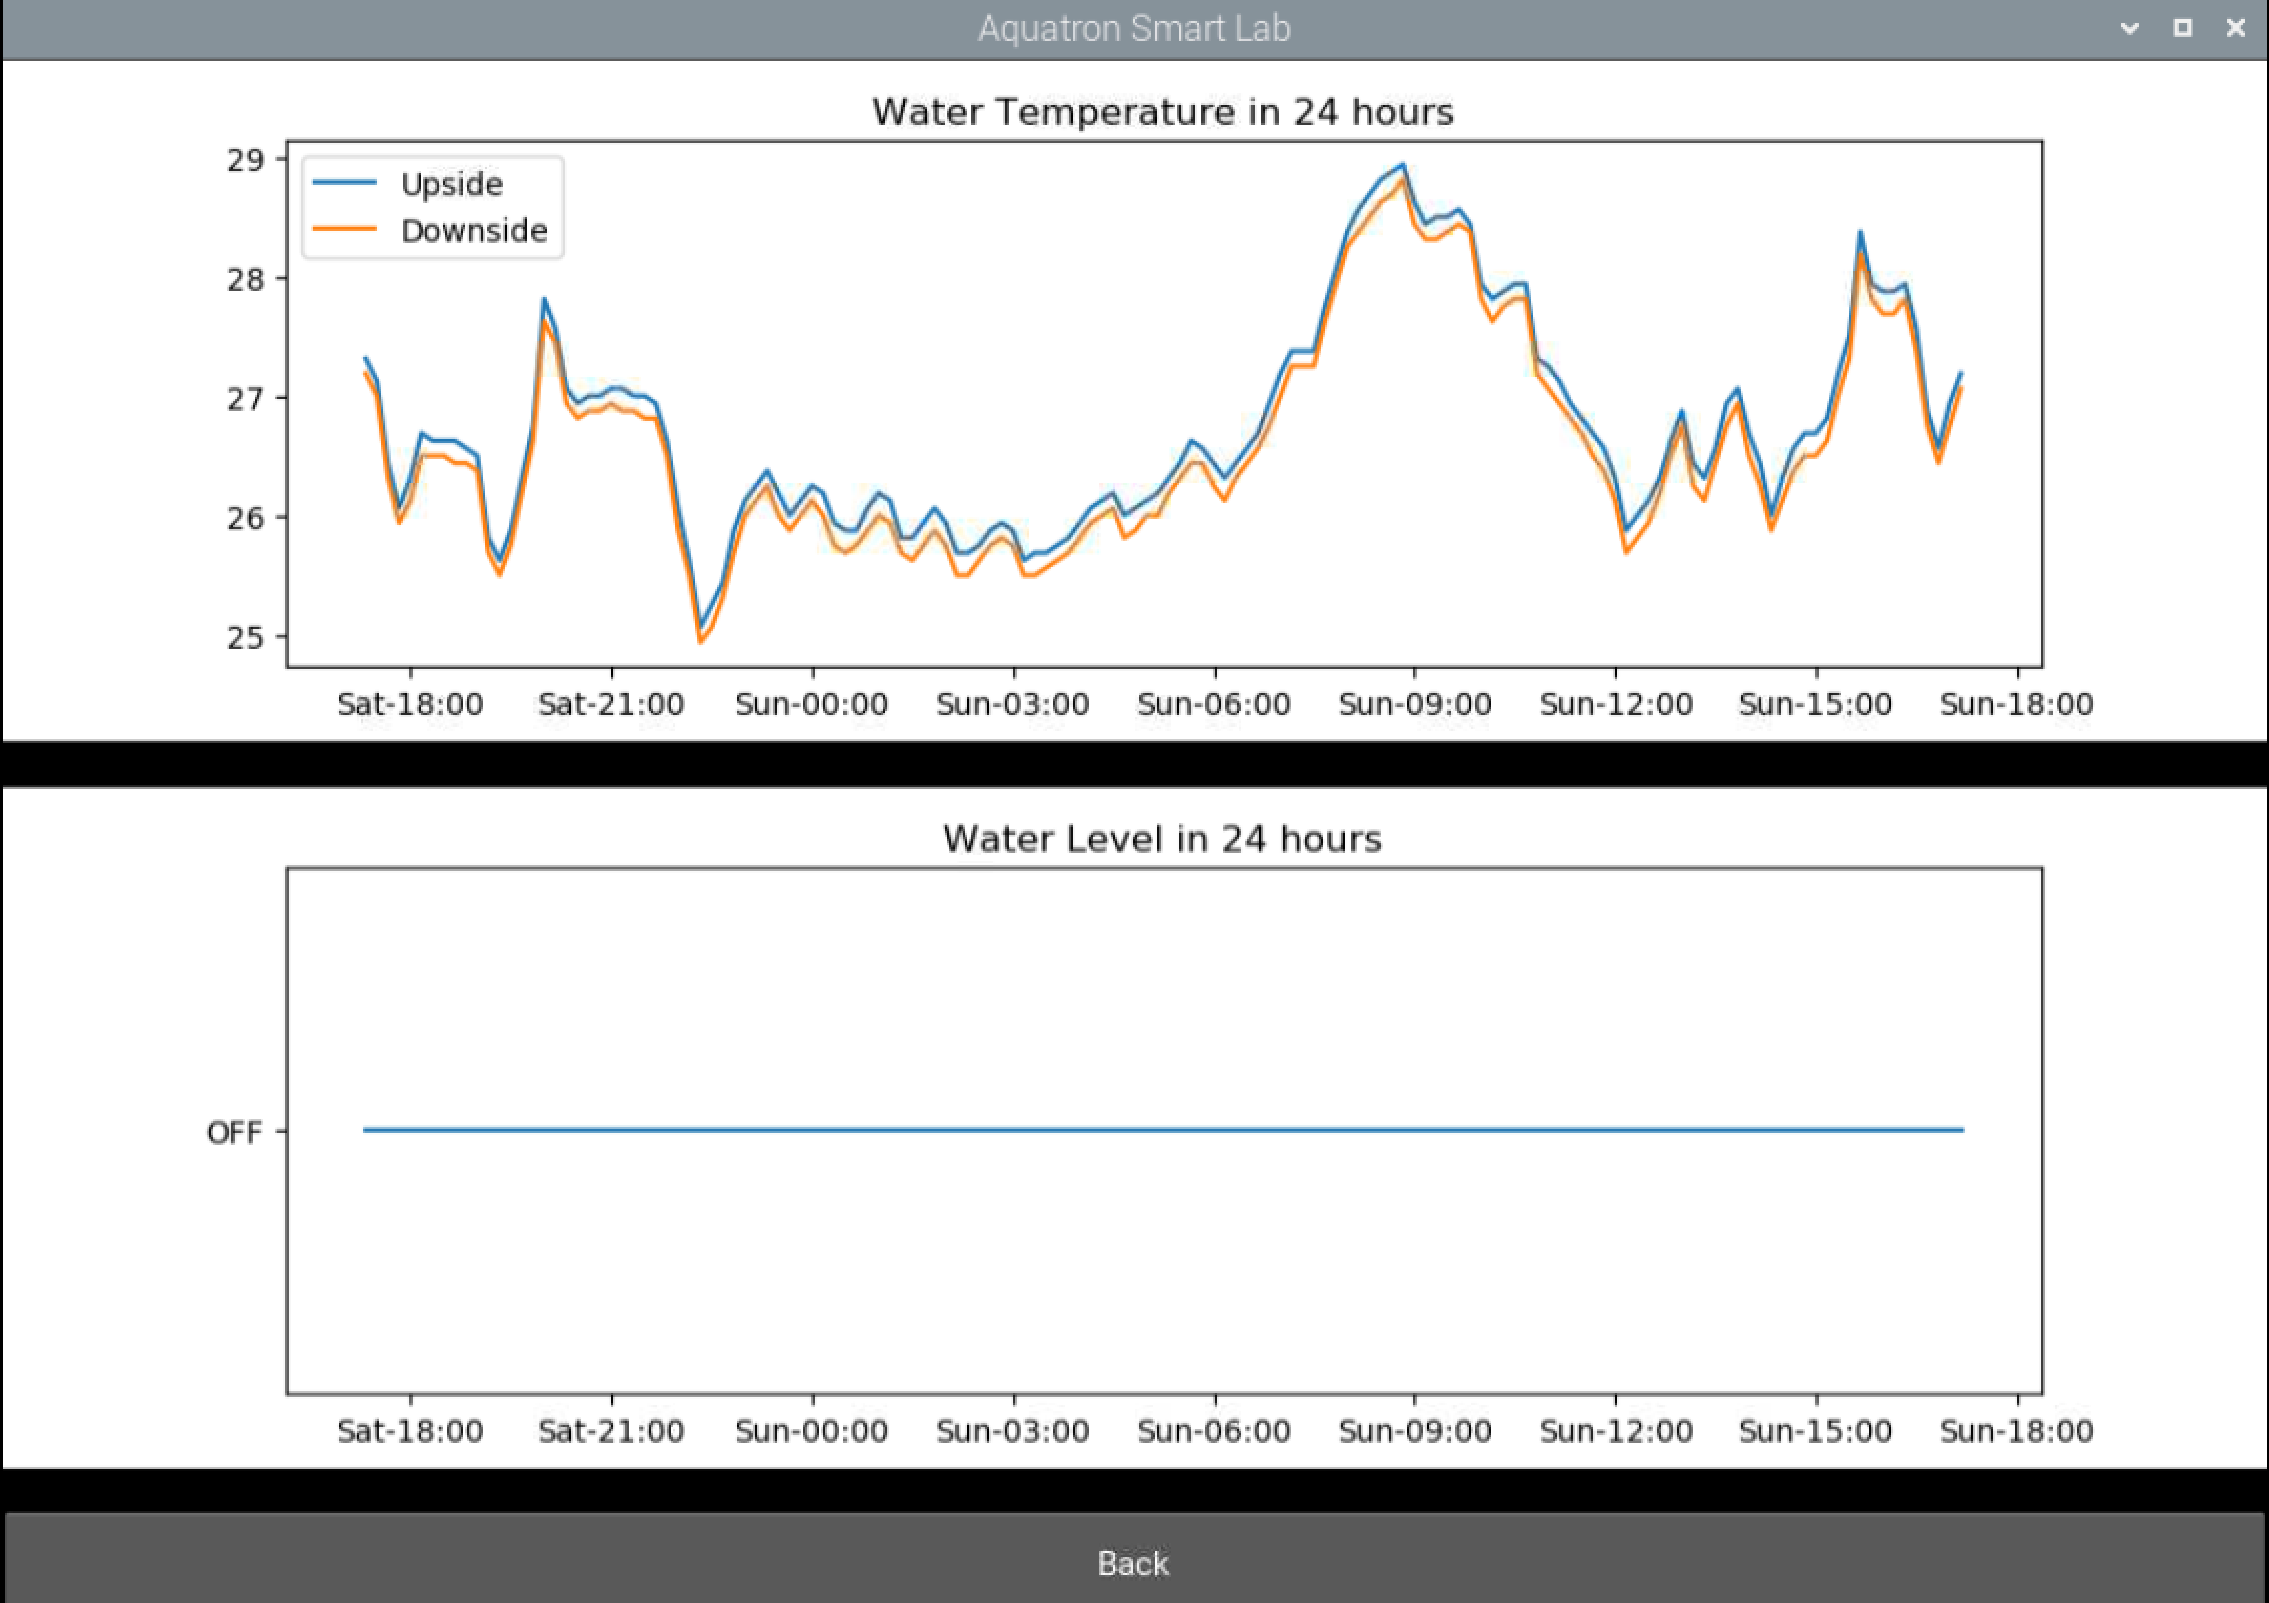 Aquatron Smart Lab
Water Temperature in 24 hours
29
28
27
26
25
Upside
Downside
Sat-18:00 Sat-21:00 Sun-00:00 Sun-03:00 Sun-06:00 Sun-09:00 Sun-12:00 Sun-15:00 Sun-18:00
Water Level in 24 hours
OFF
Sat-18:00 Sat-21:00 Sun-00:00 Sun-03:00 Sun-06:00 Sun-09:00 Sun-12:00 Sun-15:00 Sun-18:00
Back